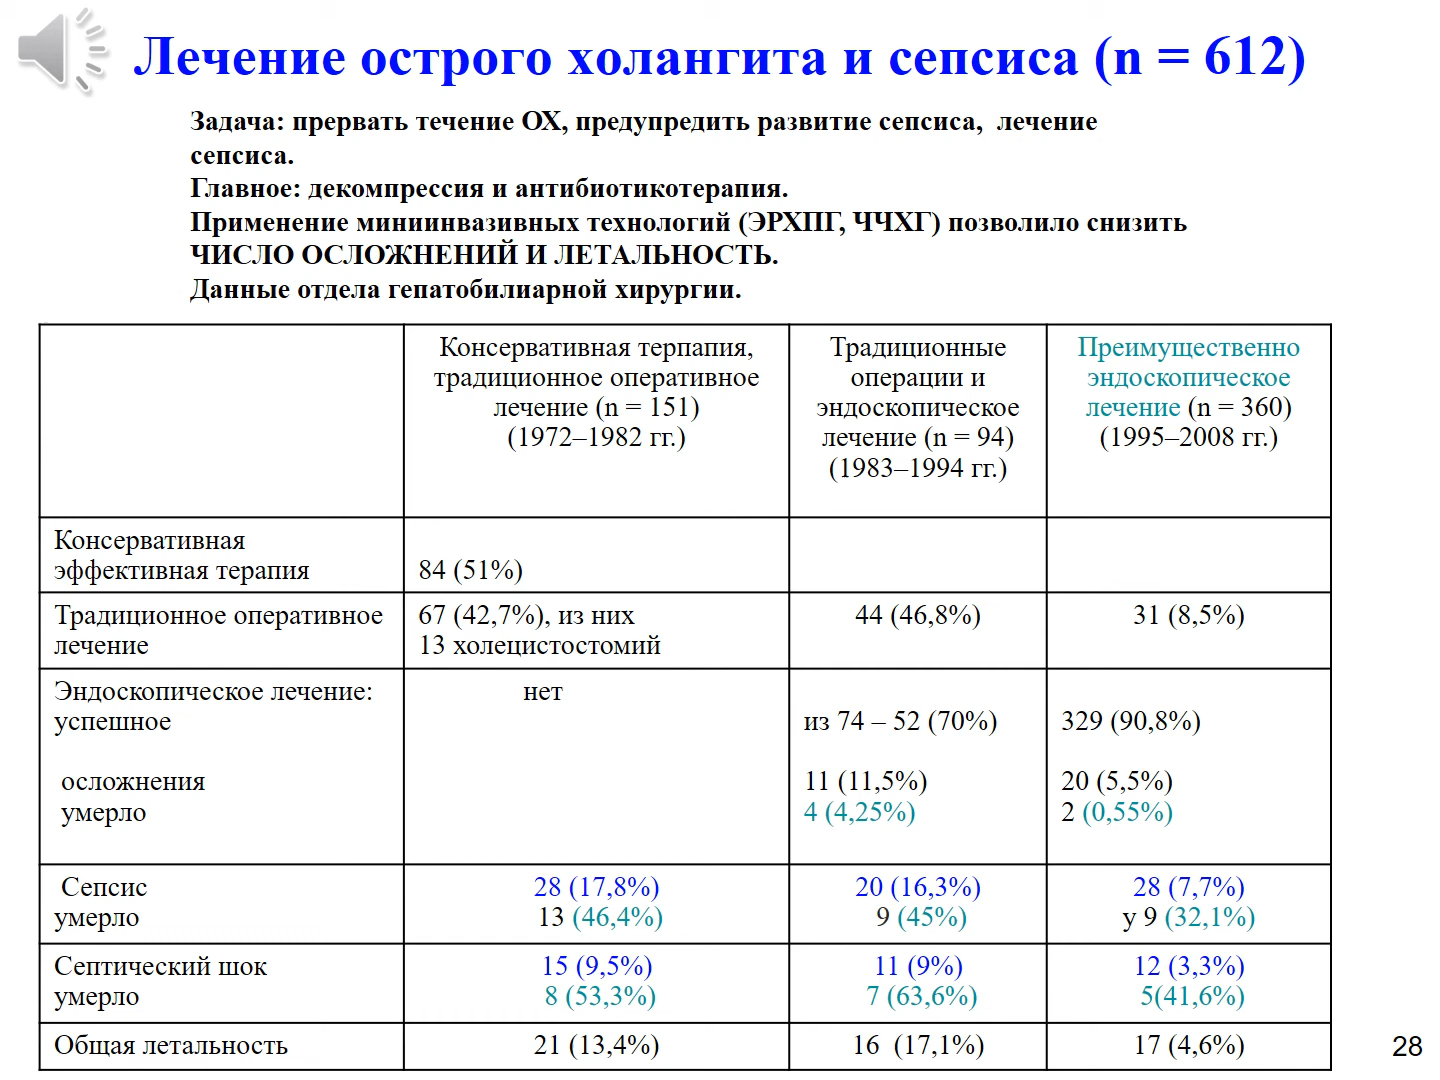 Лечение острого холангита и сепсиса (n = 612)
Задача: прервать течение ОХ, предупредить развитие сепсиса, лечение
сепсиса.
Главное: декомпрессия и антибиотикотерапия.
Применение миниинвазивных технологий (ЭРХПГ, ЧЧХГ) позволило снизить
ЧИСЛО ОСЛОЖНЕНИЙ И ЛЕТАЛЬНОСТЬ.
Данные отдела гепатобилиарной хирургии.
Консервативная терпапия,
традиционное оперативное
лечение (n = 151)
(1972–1982 гг.)
Традиционные
операции и
эндоскопическое
лечение (n = 94)
(1983–1994 гг.)
Преимущественно
эндоскопическое
лечение (n = 360)
(1995–2008 гг.)
Консервативная
эффективная терапия
84 (51%)
Традиционное оперативное
лечение
67 (42,7%), из них
13 холецистостомий
44 (46,8%)
31 (8,5%)
Эндоскопическое лечение:
успешное
осложнения
умерло
нет
из 74 – 52 (70%)
11 (11,5%)
4 (4,25%)
329 (90,8%)
20 (5,5%)
2 (0,55%)
Сепсис
умерло
28 (17,8%)
13 (46,4%)
20 (16,3%)
9 (45%)
28 (7,7%)
у 9 (32,1%)
Септический шок
умерло
15 (9,5%)
8 (53,3%)
11 (9%)
7 (63,6%)
12 (3,3%)
5(41,6%)
Общая летальность
21 (13,4%)
16 (17,1%)
17 (4,6%)
28